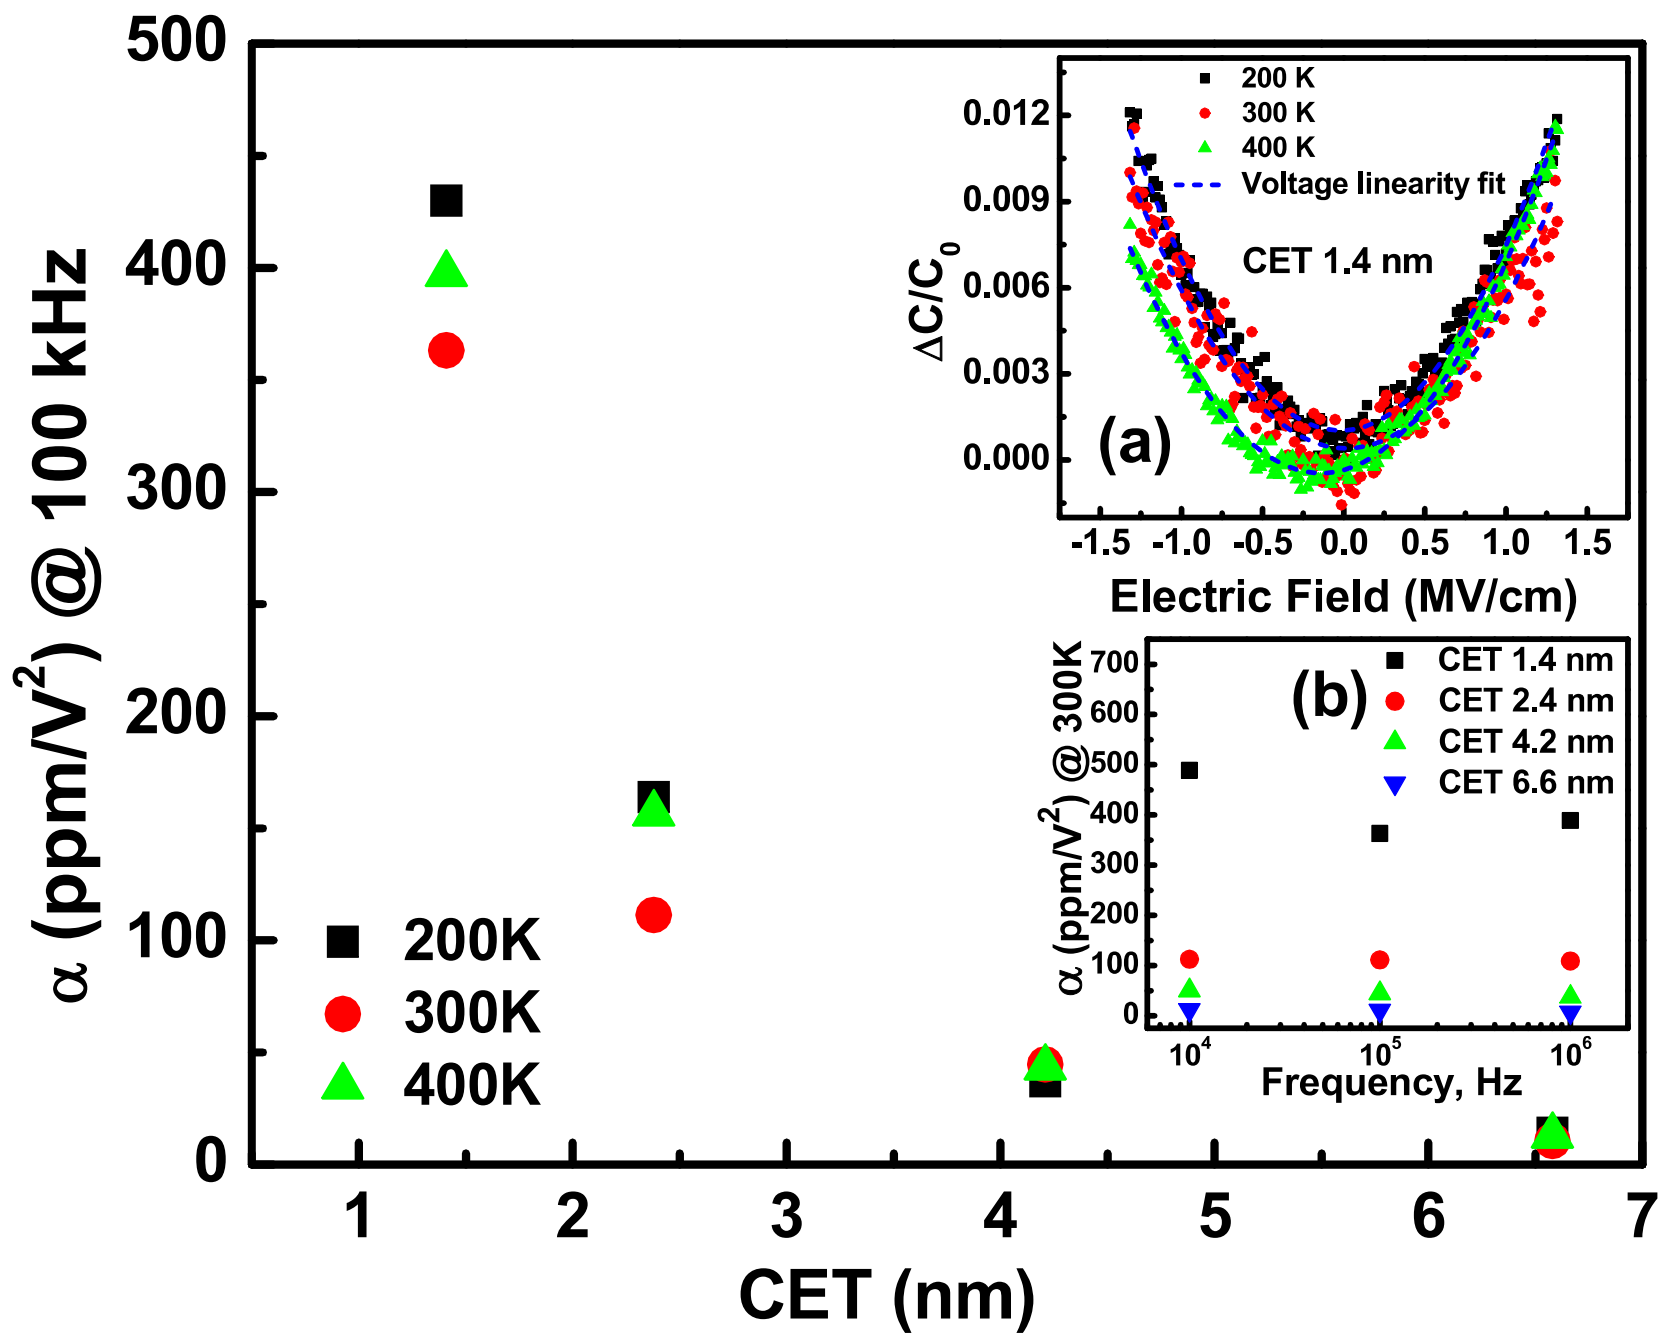 500
400
300
200
100
0
α (ppm/V²) @ 100 kHz
1 2 3 4 5 6 7
CET (nm)
200K
300K
400K
0.012
0.009
0.006
0.003
0.000
ΔC/C₀
200 K
300 K
400 K
Voltage linearity fit
CET 1.4 nm
(a)
-1.5 -1.0 -0.5 0.0 0.5 1.0 1.5
Electric Field (MV/cm)
700
600
500
400
300
200
100
0
α (ppm/V²) @ 300K
(b)
CET 1.4 nm
CET 2.4 nm
CET 4.2 nm
CET 6.6 nm
10⁴ 10⁵ 10⁶
Frequency, Hz